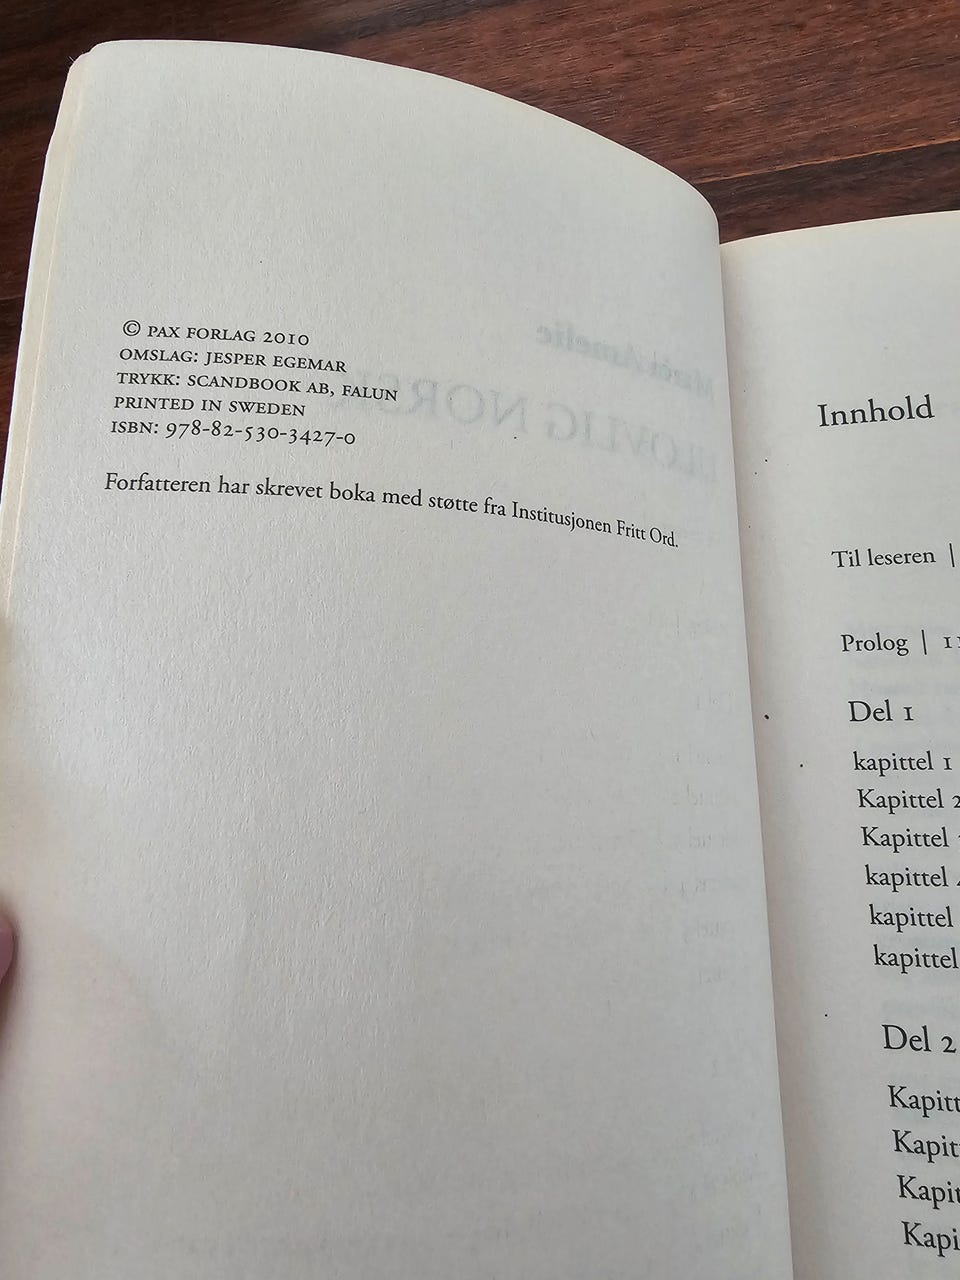 © PAX FORLAG 2010
OMSLAG: JESPER EGEMAR
TRYKK: SCANDBOOK AB, FALUN
PRINTED IN SWEDEN
ISBN: 978-82-530-3427-0
Forfatteren har skrevet boka med støtte fra Institusjonen Fritt Ord.
Innhold
Til leseren |
Prolog |
Del 1
kapittel 1
Kapittel 2
Kapittel
kapittel
kapittel
kapittel
Del 2